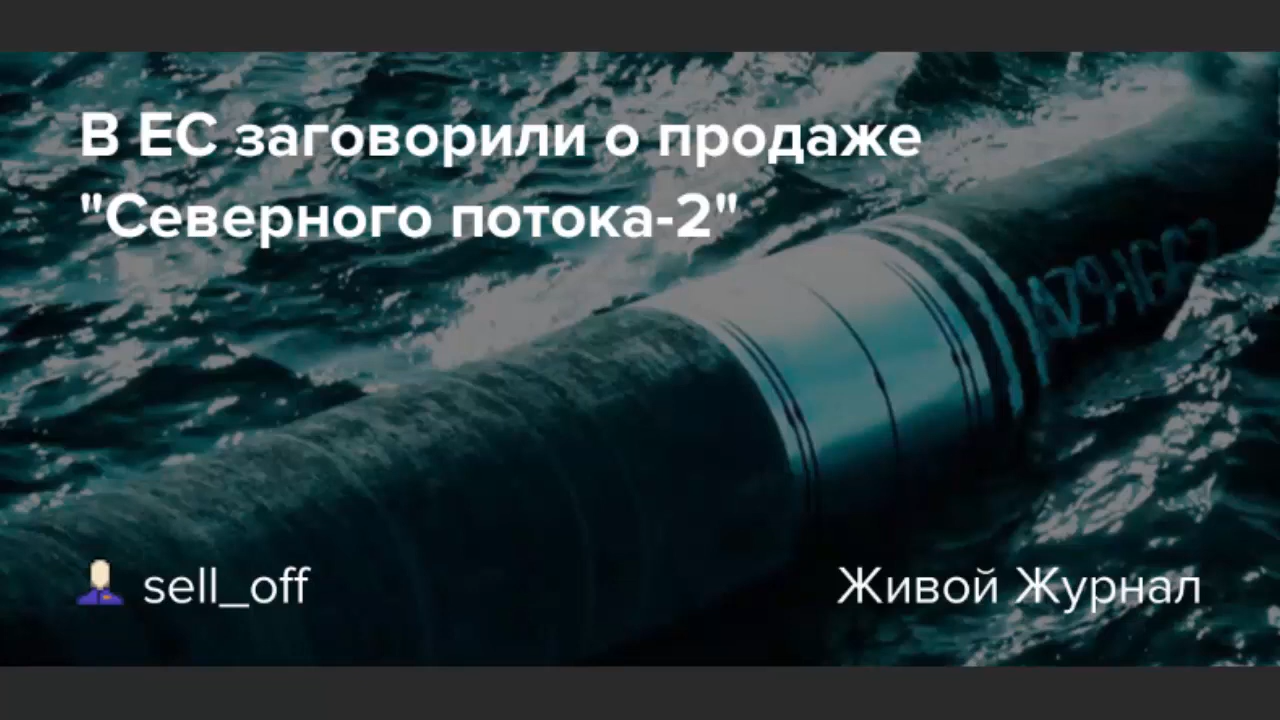 В ЕС заговорили о продаже
"Северного потока-2"
sell_off
Живой Журнал